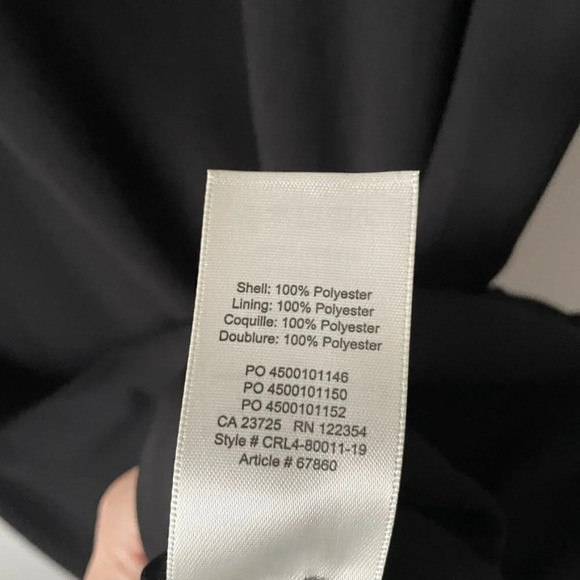 Shell: 100% Polyester
Lining: 100% Polyester
Coquille: 100% Polyester
Doublure: 100% Polyester
PO 4500101146
PO 4500101150
PO 4500101152
CA 23725 RN 122354
Style # CRL4-80011-19
Article # 67860